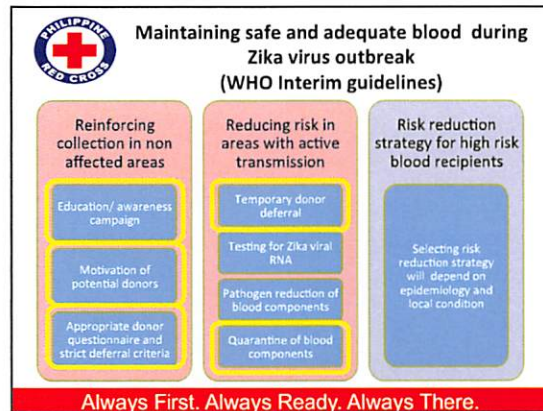 PHILIPPINE
RED CROSS
Maintaining safe and adequate blood during
Zika virus outbreak
(WHO Interim guidelines)
Reinforcing
collection in non
affected areas
Education/ awareness
campaign
Motivation of
potential donors
Appropriate donor
questionnaire and
strict deferral criteria
Reducing risk in
areas with active
transmission
Temporary donor
deferral
Testing for Zika viral
RNA
Pathogen reduction of
blood components
Quarantine of blood
components
Risk reduction
strategy for high risk
blood recipients
Selecting risk
reduction strategy
will depend on
epidemiology and
local condition
Always First. Always Ready. Always There.